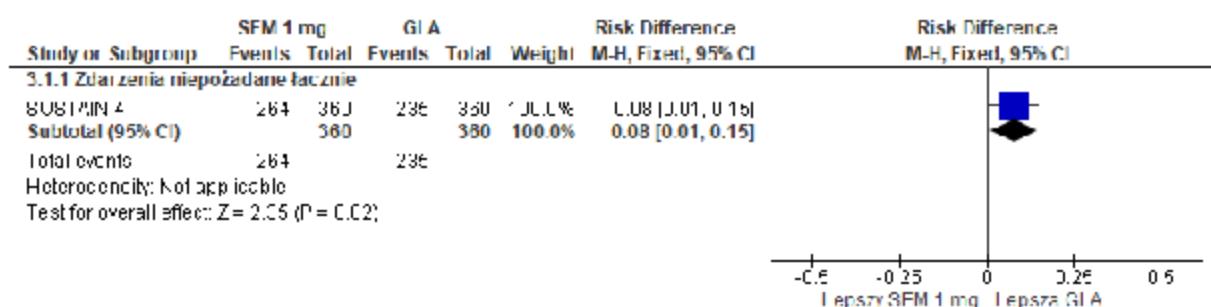 SEM 1 mg GLA Risk Difference Risk Difference
Study or Subgroup Events Total Events Total Weight M-H, Fixed, 95% CI M-H, Fixed, 95% CI
3.1.1 Zdarzenia niepożadane łacznie
SUSTAIN 4 264 360 235 360 100.0% 0.08 [0.01, 0.15]
Subtotal (95% CI) 360 360 100.0% 0.08 [0.01, 0.15]
Total events 264 235
Heterogeneity: Not applicable
Test for overall effect: Z = 2.35 (P = 0.02)
-0.5 -0.25 0 0.25 0.5
Lepszy SEM 1 mg Lepsza GLA